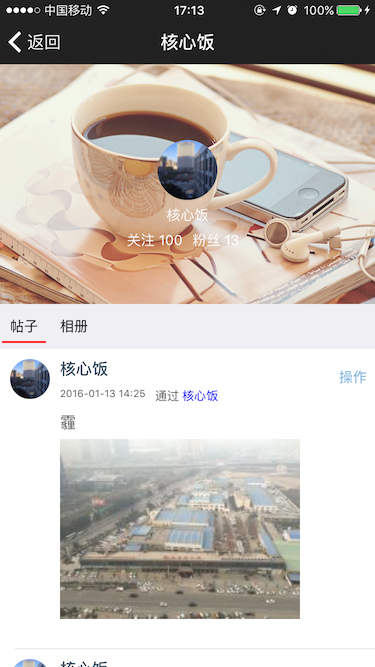 中国移动 17:13 100%
返回 核心饭
核心饭
关注 100 粉丝 13
帖子 相册
核心饭 操作
2016-01-13 14:25 通过 核心饭
霾
核心饭